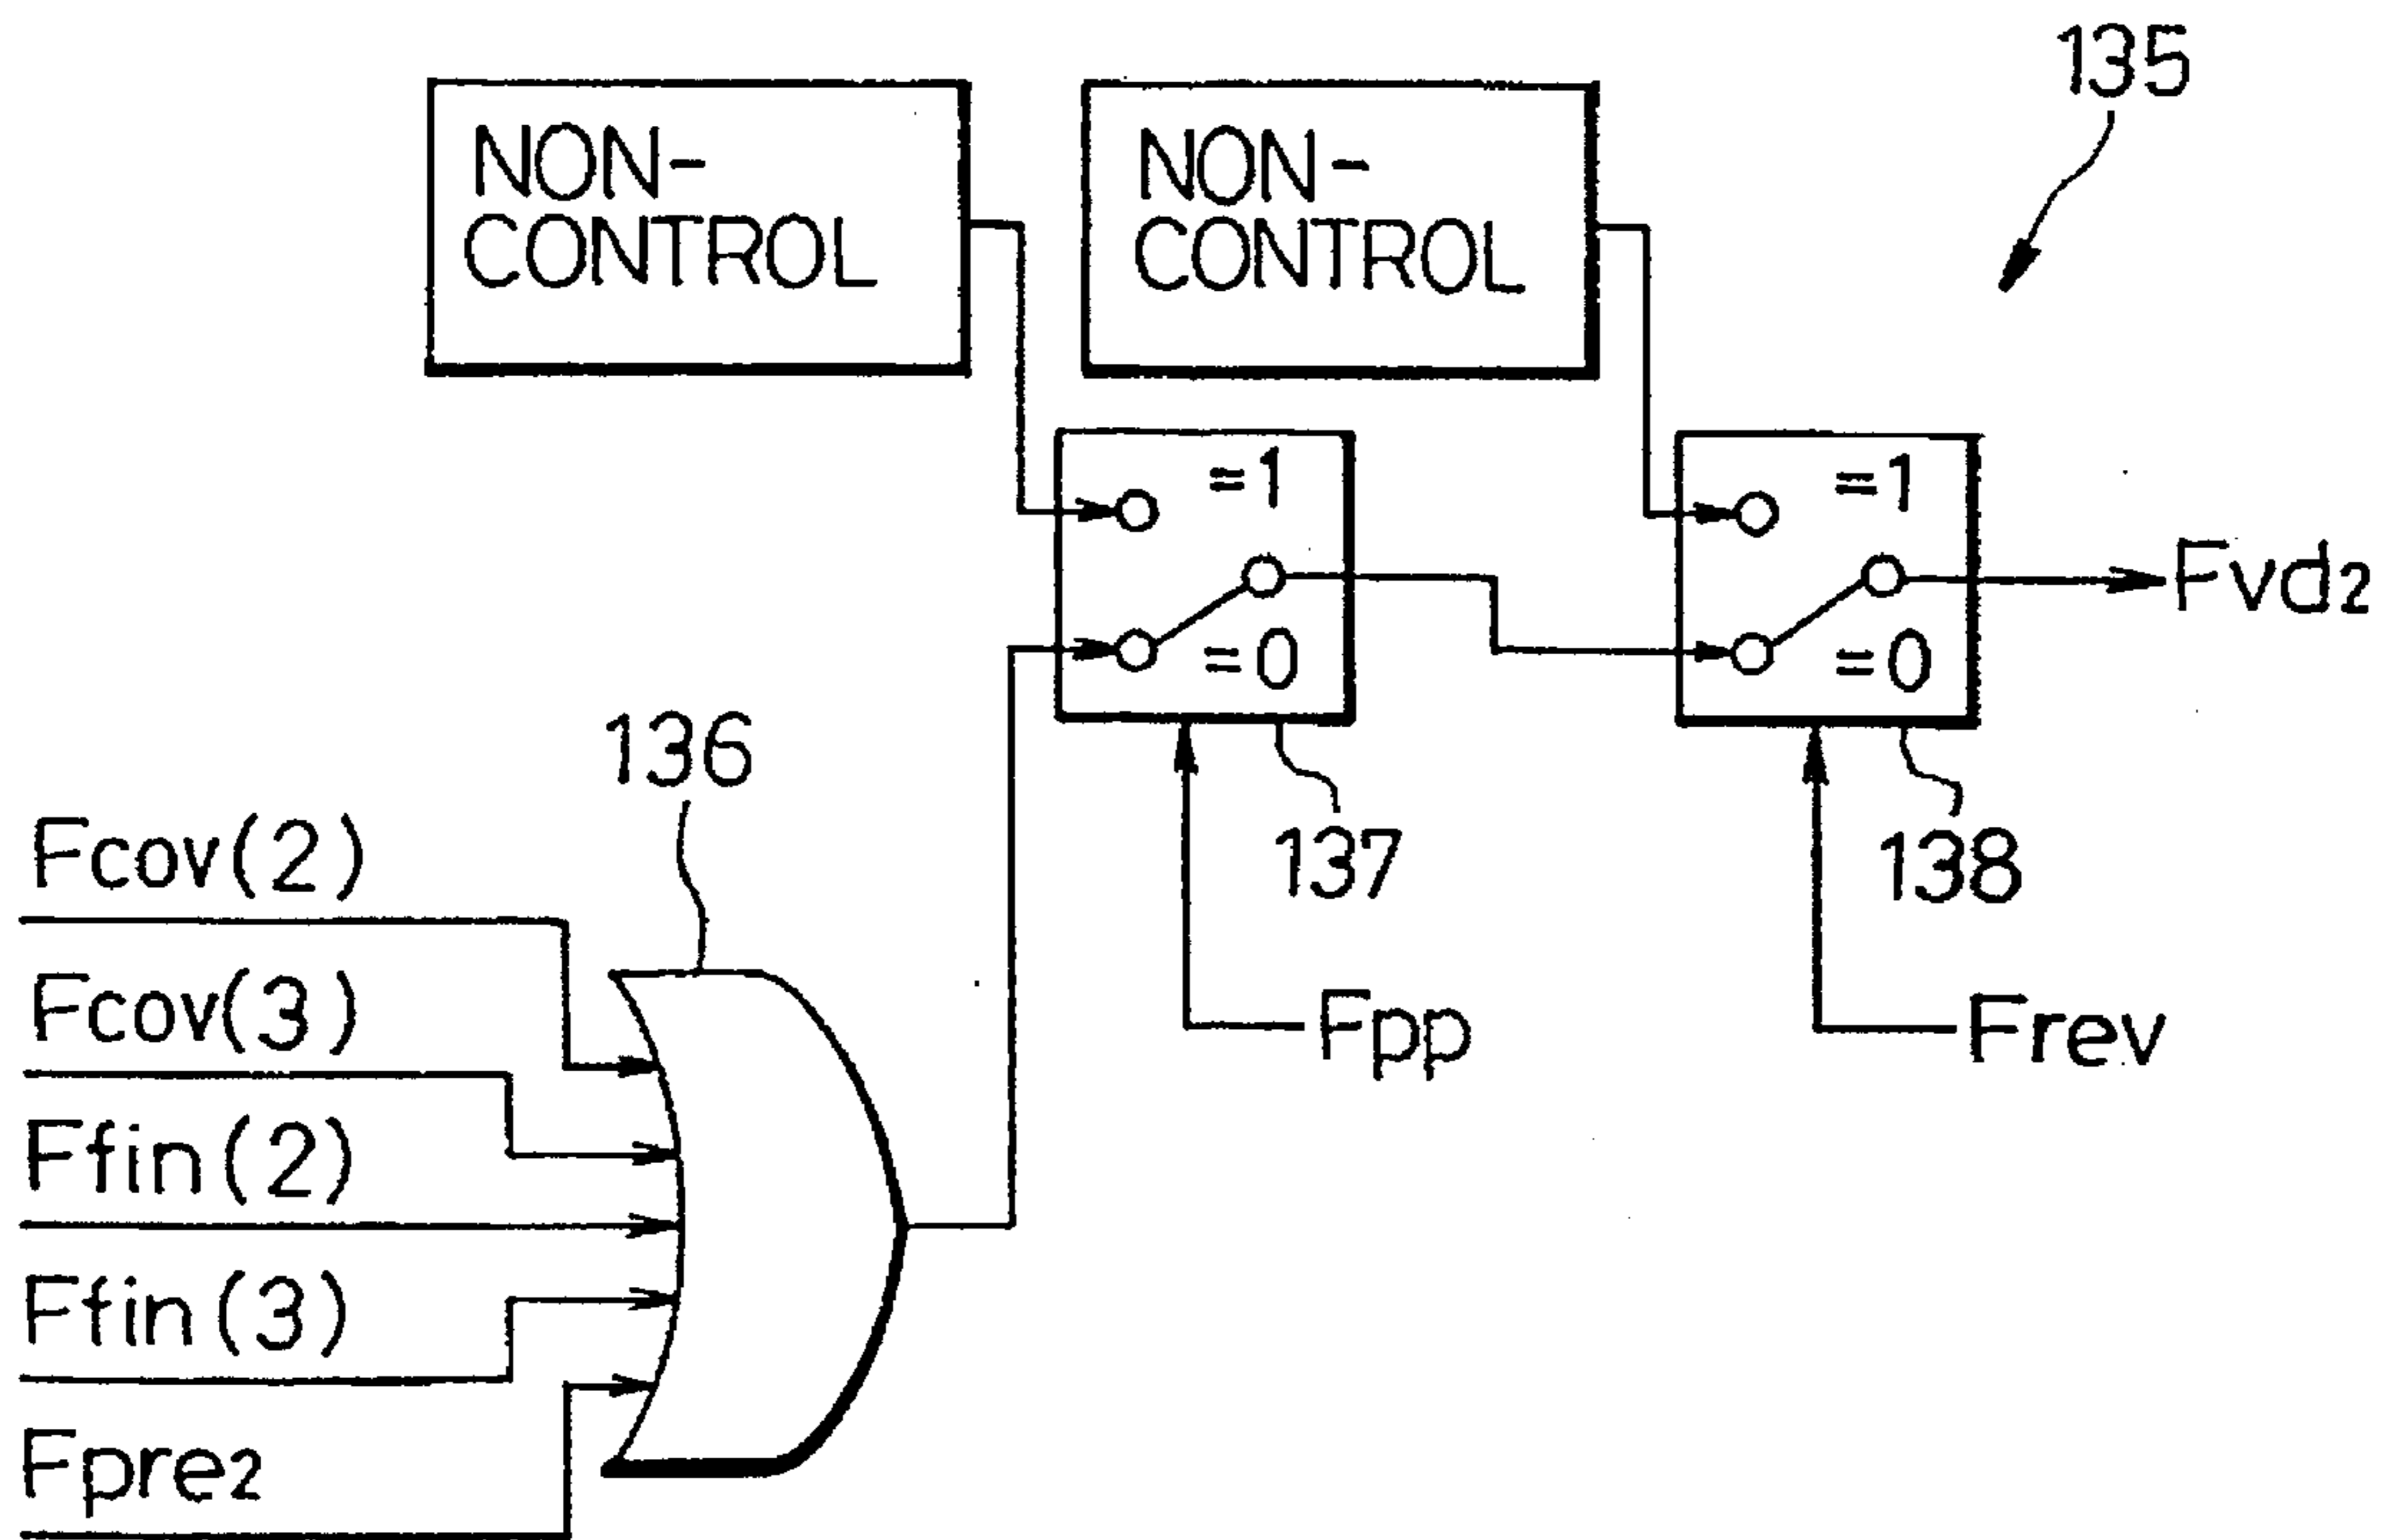 135
NON-
CONTROL
NON-
CONTROL
=1
=0
=1
=0
Fvd2
136
137
138
Fcov(2)
Fcov(3)
Ffin(2)
Ffin(3)
Fpre2
Fpp
Frev